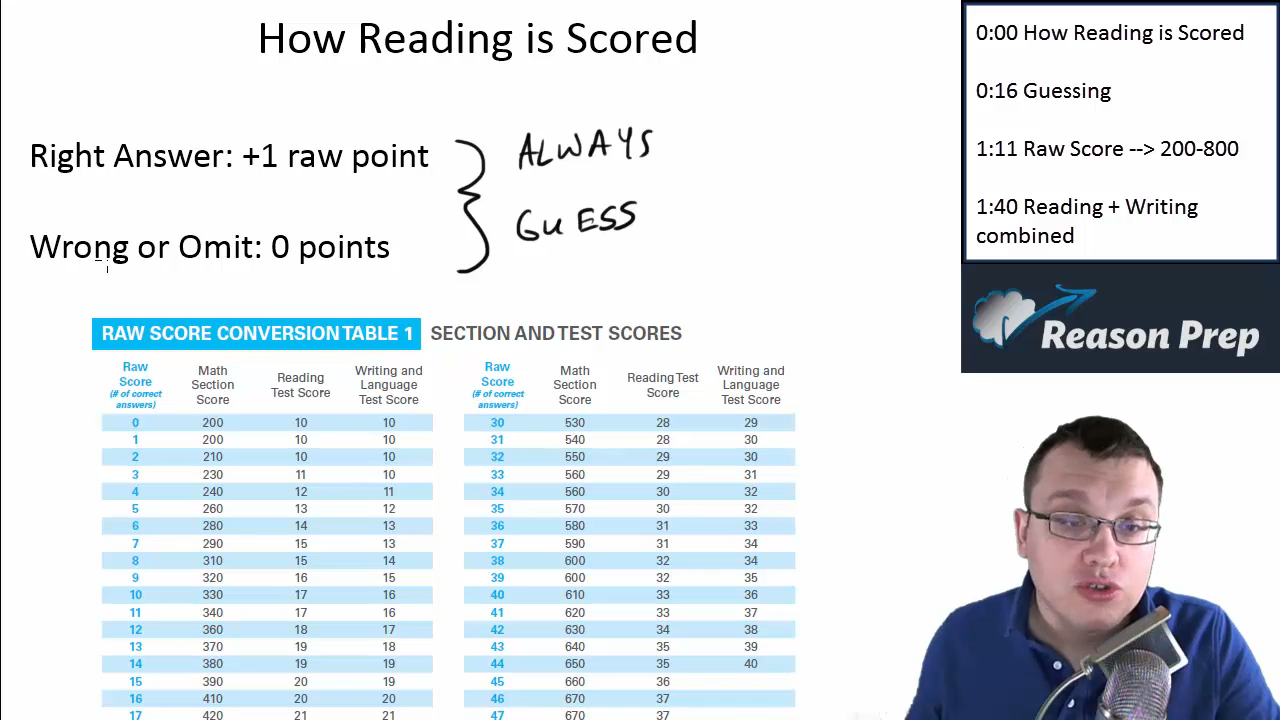 How Reading is Scored
Right Answer: +1 raw point
Wrong or Omit: 0 points
ALWAYS
GUESS
RAW SCORE CONVERSION TABLE 1 SECTION AND TEST SCORES
Raw Score (# of correct answers) Math Section Score Reading Test Score Writing and Language Test Score
0 200 10 10
1 200 10 10
2 210 10 10
3 230 11 10
4 240 12 11
5 260 13 12
6 280 14 13
7 290 15 13
8 310 15 14
9 320 16 15
10 330 17 16
11 340 17 16
12 360 18 17
13 370 19 18
14 380 19 19
15 390 20 19
16 410 20 20
17 420 21 21
Raw Score (# of correct answers) Math Section Score Reading Test Score Writing and Language Test Score
30 530 28 29
31 540 28 30
32 550 29 30
33 560 29 31
34 560 30 32
35 570 30 32
36 580 31 33
37 590 31 34
38 600 32 34
39 600 32 35
40 610 33 36
41 620 33 37
42 630 34 38
43 640 35 39
44 650 35 40
45 660 36
46 670 37
47 670 37
0:00 How Reading is Scored
0:16 Guessing
1:11 Raw Score --> 200-800
1:40 Reading + Writing
combined
Reason Prep